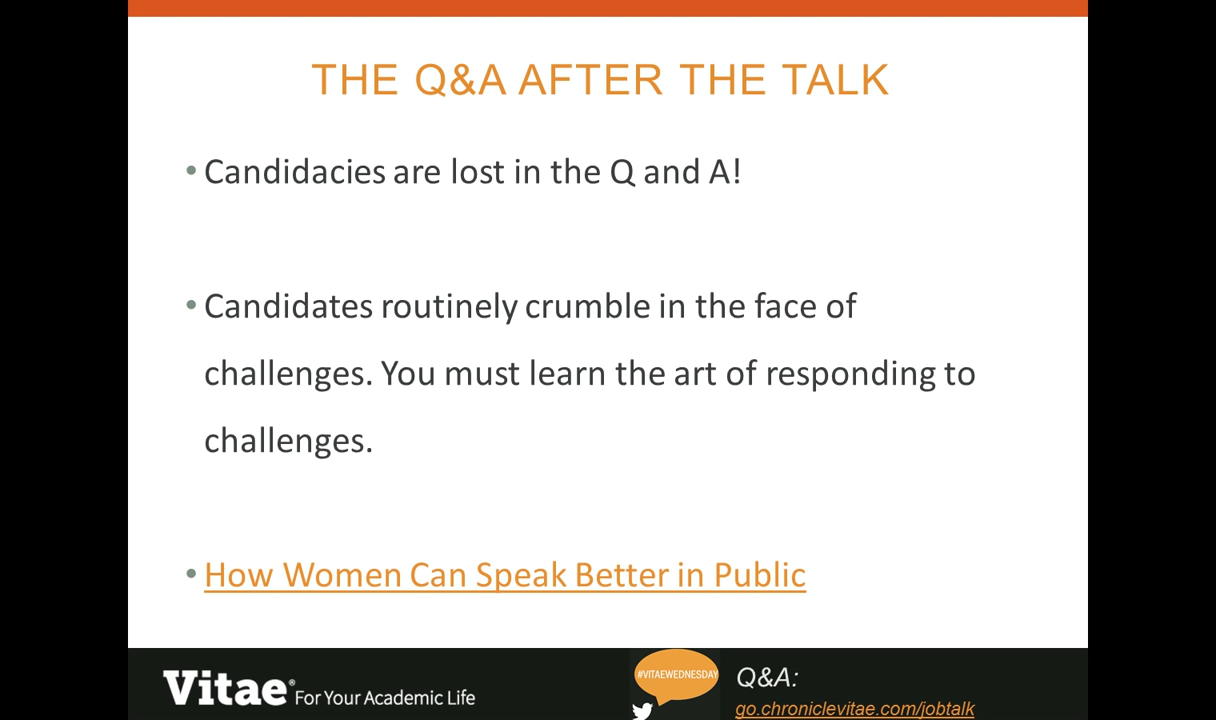 THE Q&A AFTER THE TALK
• Candidacies are lost in the Q and A!
• Candidates routinely crumble in the face of
challenges. You must learn the art of responding to
challenges.
• How Women Can Speak Better in Public
Vitae® For Your Academic Life
#VITAEWEDNESDAY
Q&A:
go.chroniclevitae.com/jobtalk